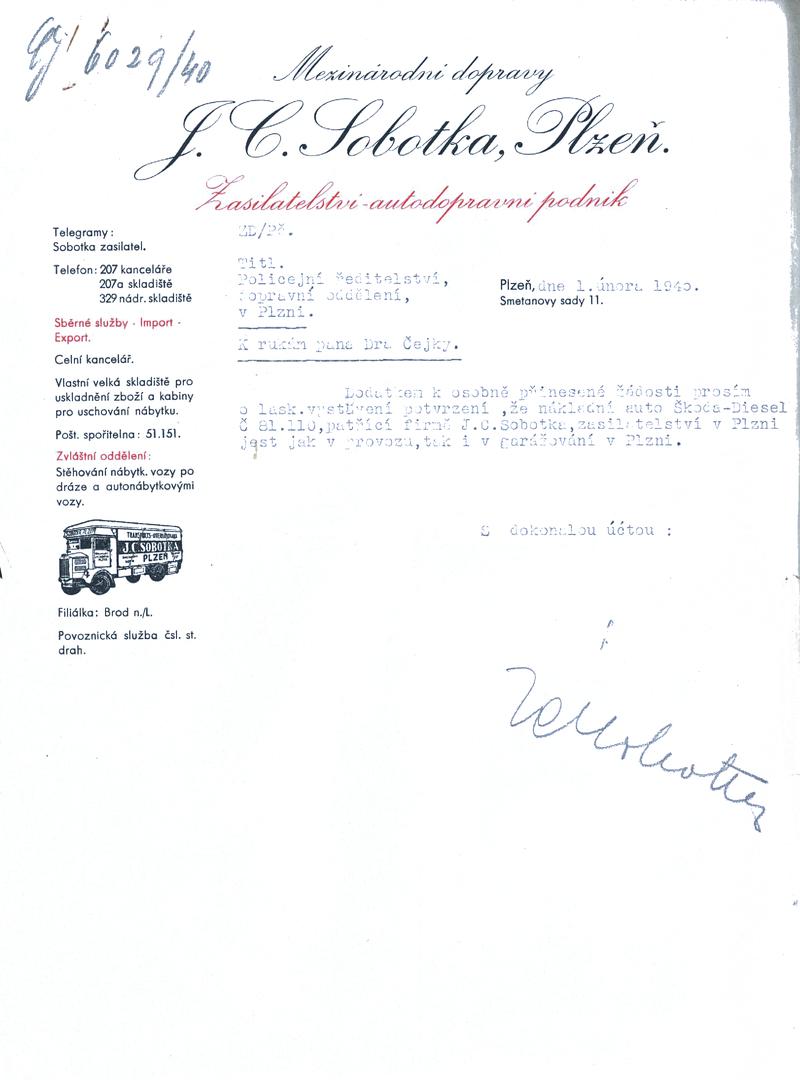 6029/40
Mezinárodní dopravy
J. C. Sobotka, Plzeň.
Zasilatelství-autodopravní podnik
Telegramy:
Sobotka zasilatel.
Telefon: 207 kanceláře
207a skladiště
329 nádr. skladiště
Sběrné služby - Import -
Export.
Celní kancelář.
Vlastní velká skladiště pro
uskladnění zboží a kabiny
pro uschování nábytku.
Pošt. spořitelna: 51.151.
Zvláštní oddělení:
Stěhování nábytk. vozy po
dráze a autonábytkovými
vozy.
J.C. SOBOTKA
PLZEŇ
Filiálka: Brod n./L.
Povoznická služba čsl. st.
drah.
ZD/Př.
Titl.
Policejní ředitelství,
dopravní oddělení,
v Plzni.
Plzeň, dne 1. února 1940.
Smetanovy sady 11.
K rukám pana Dra Čejky.
Dodatkem k osobně přinesené žádosti prosím
o lask.vystavení potvrzení ,že nákladní auto Škoda-Diesel
Č 81.110,patřící firmě J.C.Sobotka,zasilatelství v Plzni
jest jak v provozu,tak i v garážování v Plzni.
S dokonalou úctou :